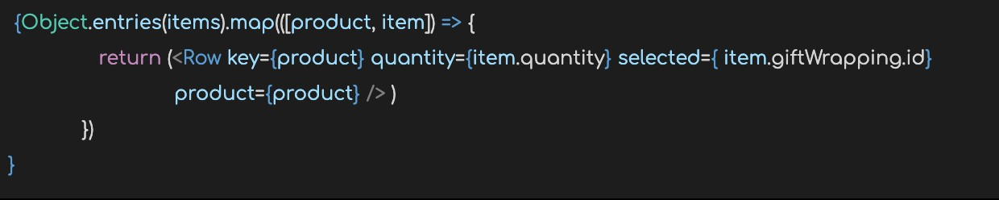 {Object.entries(items).map(([product, item]) => {
return (<Row key={product} quantity={item.quantity} selected={ item.giftWrapping.id}
product={product} /> )
})
}